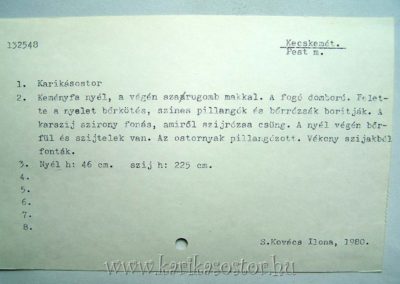 132548
Kecskemét.
Pest m.
1. Karikásostor
2. Keményfa nyél, a végén szarugomb makkal. A fogó domború. Felet-
te a nyelet bőrkötés, szines pillangók és bőrrózsák borítják. A
karszíj szirony fonás, amiről szíjrózsa csüng. A nyél végén bőr-
fül és szíjtelek van. Az ostornyak pillangózott. Vékony szíjakból
fonták.
3. Nyél h: 46 cm. szíj h: 225 cm.
4.
5.
6.
7.
8.
S.Kovács Ilona, 1980.
www.karikasostor.hu